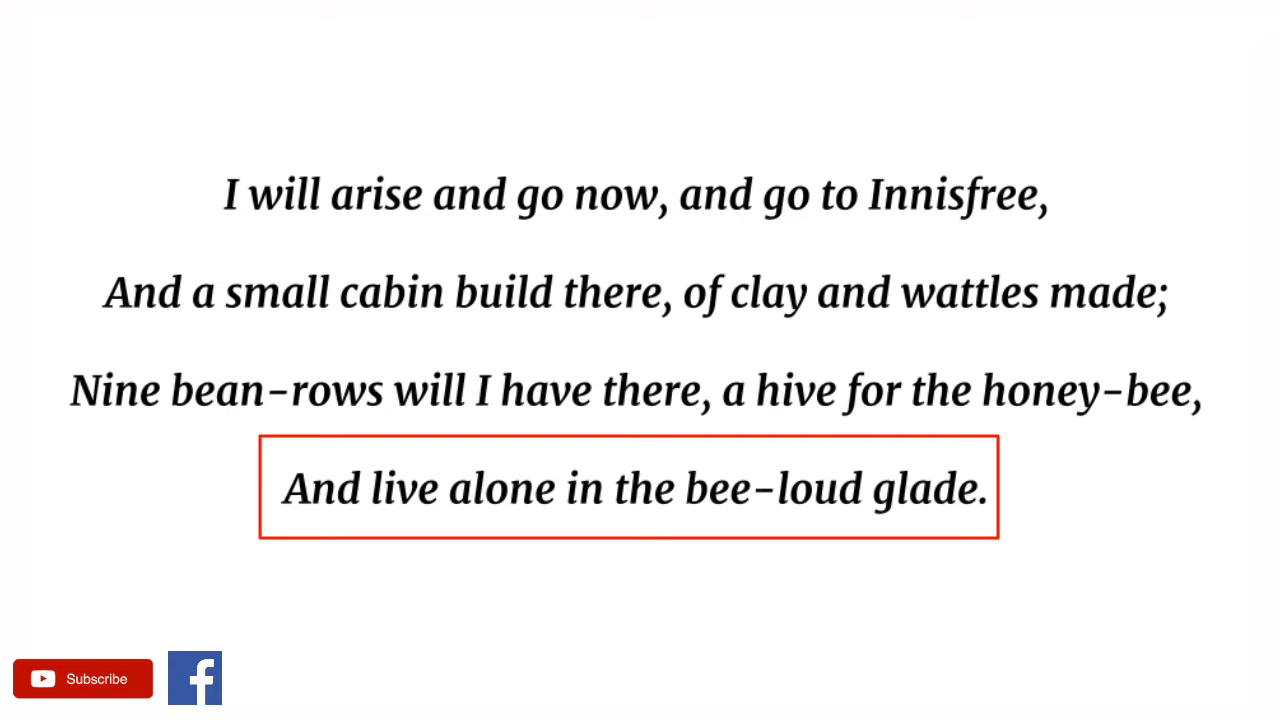 I will arise and go now, and go to Innisfree,
And a small cabin build there, of clay and wattles made;
Nine bean-rows will I have there, a hive for the honey-bee,
And live alone in the bee-loud glade.
Subscribe
f